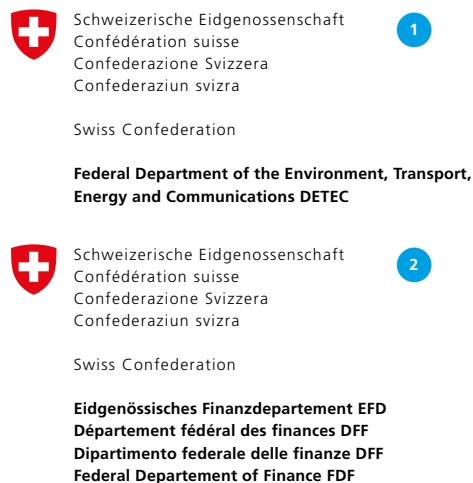 Schweizerische Eidgenossenschaft
Confédération suisse
Confederazione Svizzera
Confederaziun svizra
1
Swiss Confederation
Federal Department of the Environment, Transport,
Energy and Communications DETEC
Schweizerische Eidgenossenschaft
Confédération suisse
Confederazione Svizzera
Confederaziun svizra
2
Swiss Confederation
Eidgenössisches Finanzdepartement EFD
Département fédéral des finances DFF
Dipartimento federale delle finanze DFF
Federal Departement of Finance FDF